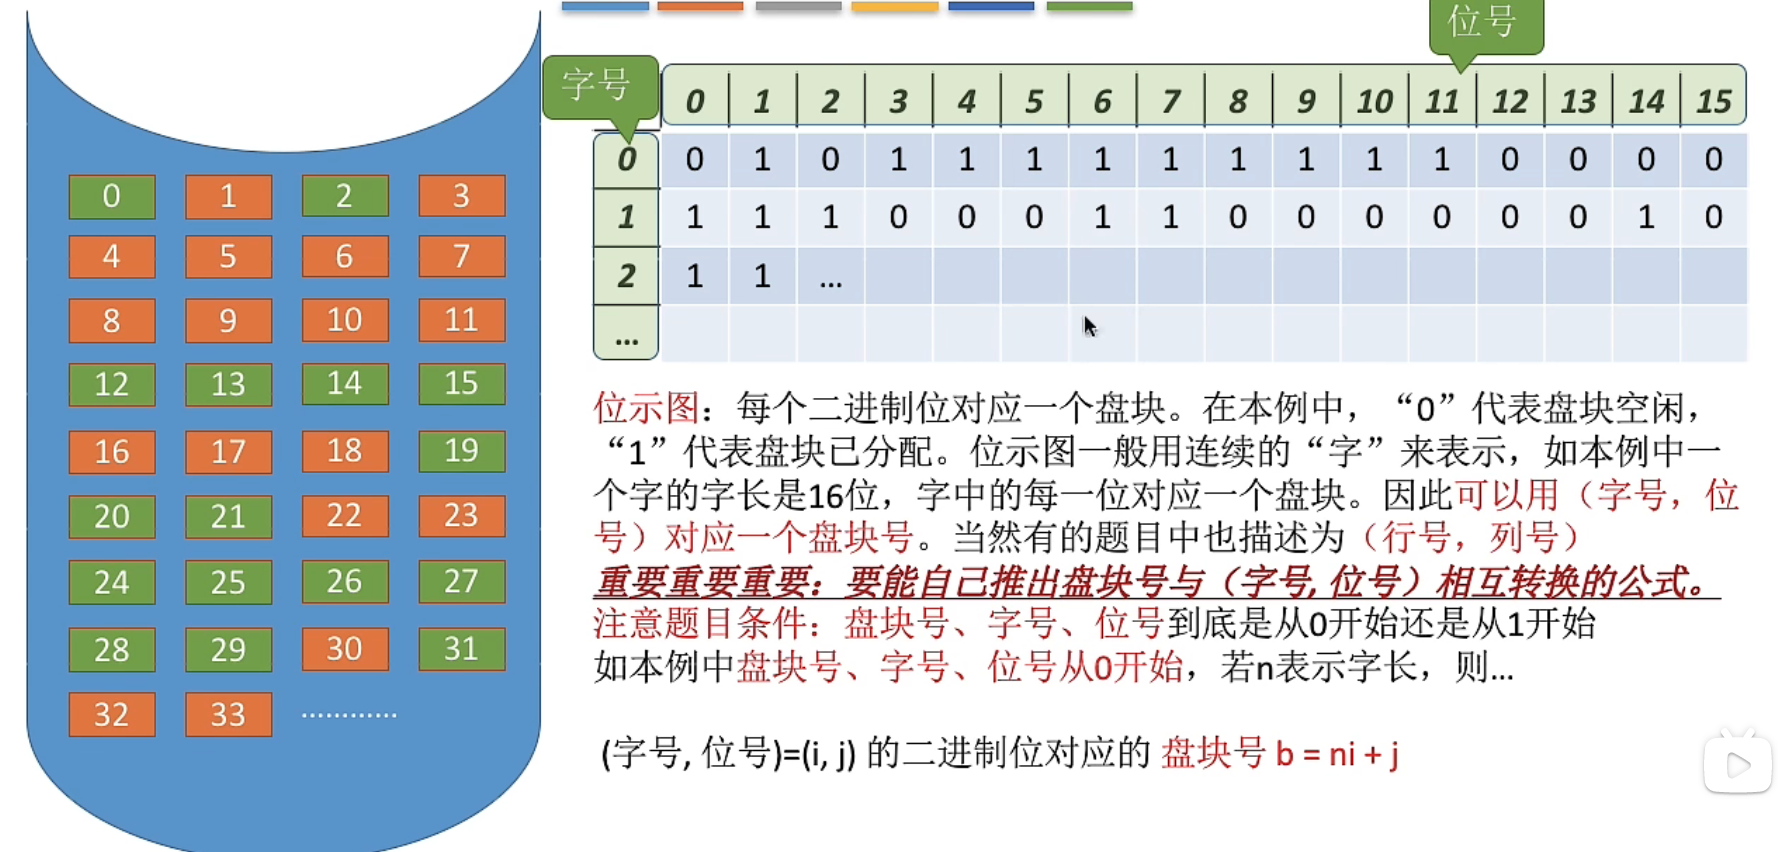 位号
字号
0 1 2 3 4 5 6 7 8 9 10 11 12 13 14 15
0 0 1 0 1 1 1 1 1 1 1 1 1 0 0 0 0
1 1 1 1 0 0 0 1 1 0 0 0 0 0 0 1 0
2 1 1 ...
...
0 1 2 3
4 5 6 7
8 9 10 11
12 13 14 15
16 17 18 19
20 21 22 23
24 25 26 27
28 29 30 31
32 33 …………
位示图：每个二进制位对应一个盘块。在本例中，“0”代表盘块空闲，
“1”代表盘块已分配。位示图一般用连续的“字”来表示，如本例中一
个字的字长是16位，字中的每一位对应一个盘块。因此可以用（字号，位
号）对应一个盘块号。当然有的题目中也描述为（行号，列号）
重要重要重要：要能自己推出盘块号与（字号, 位号）相互转换的公式。
注意题目条件：盘块号、字号、位号到底是从0开始还是从1开始
如本例中盘块号、字号、位号从0开始，若n表示字长，则...
(字号, 位号)=(i, j) 的二进制位对应的 盘块号 b = ni + j